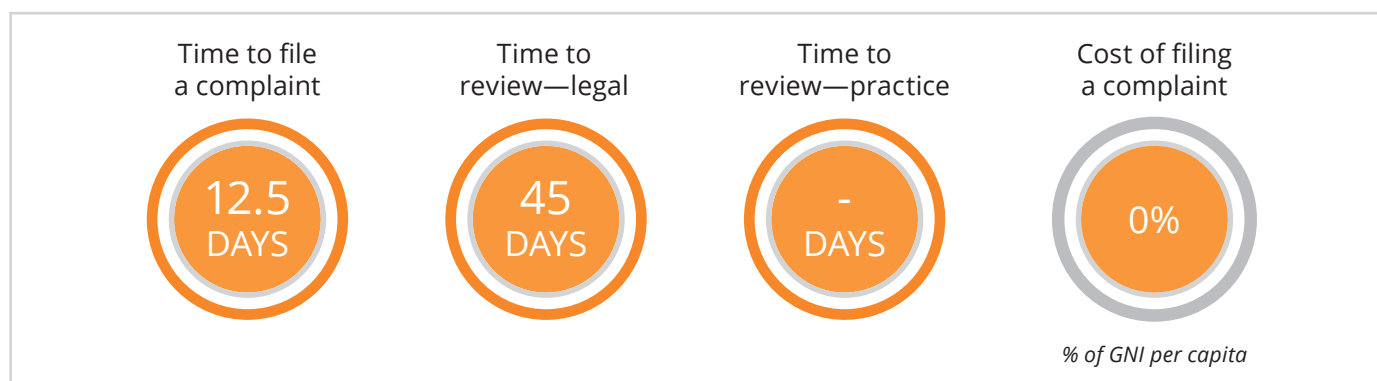 Time to file
a complaint
12.5
DAYS
Time to
review—legal
45
DAYS
Time to
review—practice
-
DAYS
Cost of filing
a complaint
0%
% of GNI per capita